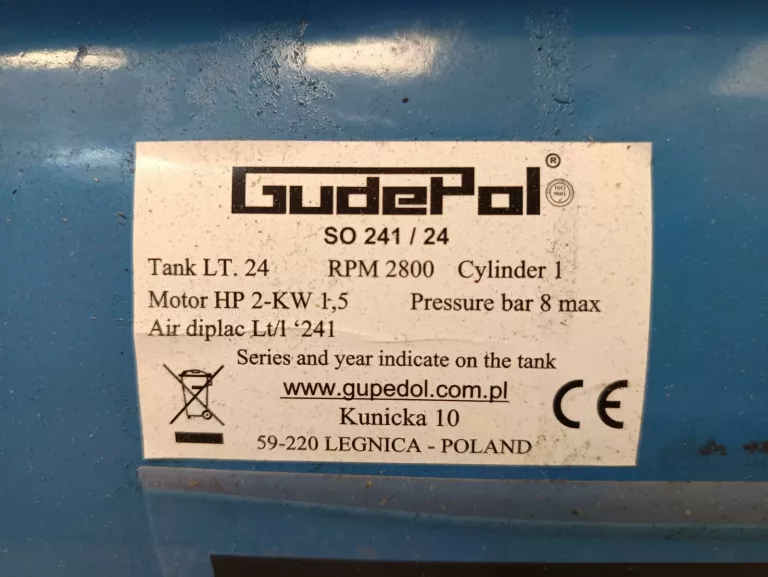 GudePol ®
ISO 9001
SO 241 / 24
Tank LT. 24 RPM 2800 Cylinder 1
Motor HP 2-KW 1,5 Pressure bar 8 max
Air diplac Lt/l ‘241
Series and year indicate on the tank
www.gupedol.com.pl
Kunicka 10
59-220 LEGNICA - POLAND
CE